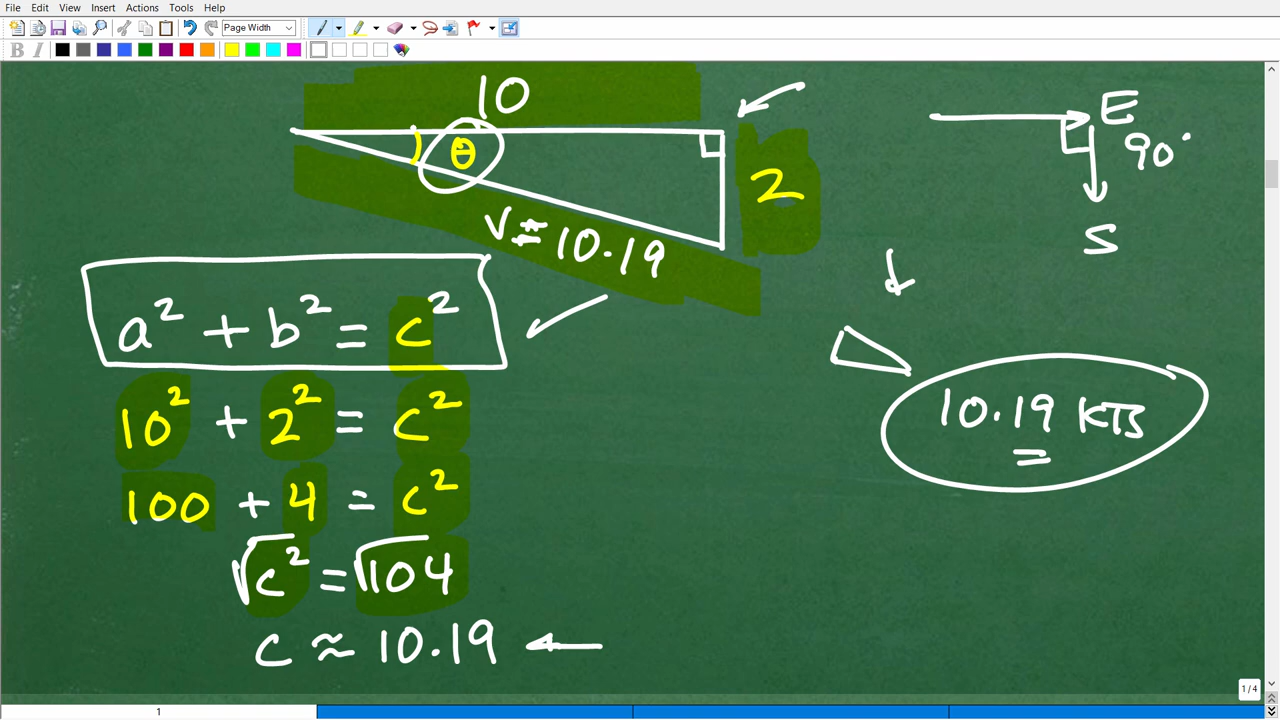 File Edit View Insert Actions Tools Help
Page Width
B I
10
E
90°
θ
2
S
V ≈ 10.19
a² + b² = c²
10² + 2² = c²
10.19 KTS
100 + 4 = c²
√c² = √104
c ≈ 10.19
1/4
1